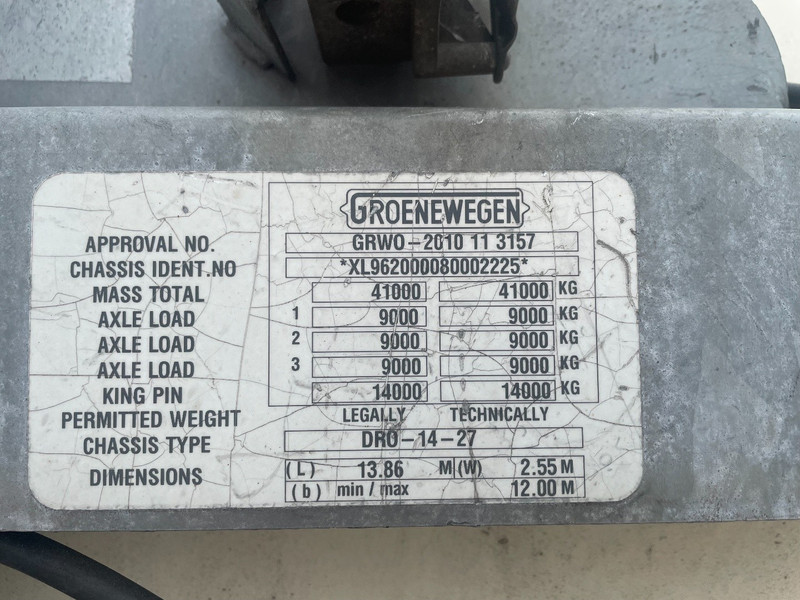 GROENEWEGEN
APPROVAL NO. GRWO-2010 11 3157
CHASSIS IDENT.NO *XL962000080002225*
MASS TOTAL 41000 41000 KG
AXLE LOAD 1 9000 9000 KG
AXLE LOAD 2 9000 9000 KG
AXLE LOAD 3 9000 9000 KG
KING PIN 14000 14000 KG
PERMITTED WEIGHT LEGALLY TECHNICALLY
CHASSIS TYPE DRO-14-27
DIMENSIONS (L) 13.86 M (W) 2.55 M
(b) min / max 12.00 M